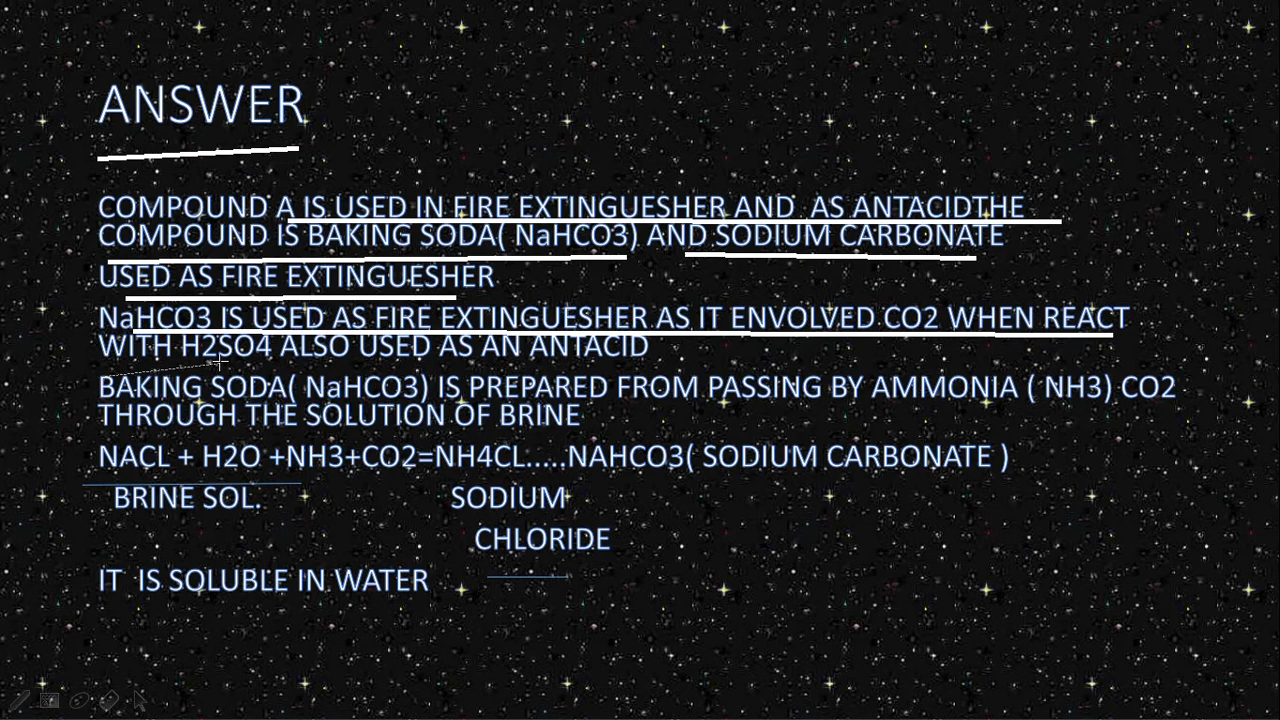 ANSWER
COMPOUND A IS USED IN FIRE EXTINGUESHER AND  AS ANTACIDTHE
COMPOUND IS BAKING SODA( NaHCO3) AND SODIUM CARBONATE
USED AS FIRE EXTINGUESHER
NaHCO3 IS USED AS FIRE EXTINGUESHER AS IT ENVOLVED CO2 WHEN REACT
WITH H2SO4 ALSO USED AS AN ANTACID
BAKING SODA( NaHCO3) IS PREPARED FROM PASSING BY AMMONIA ( NH3) CO2
THROUGH THE SOLUTION OF BRINE
NACL + H2O +NH3+CO2=NH4CL.....NAHCO3( SODIUM CARBONATE )
BRINE SOL. SODIUM
CHLORIDE
IT  IS SOLUBLE IN WATER